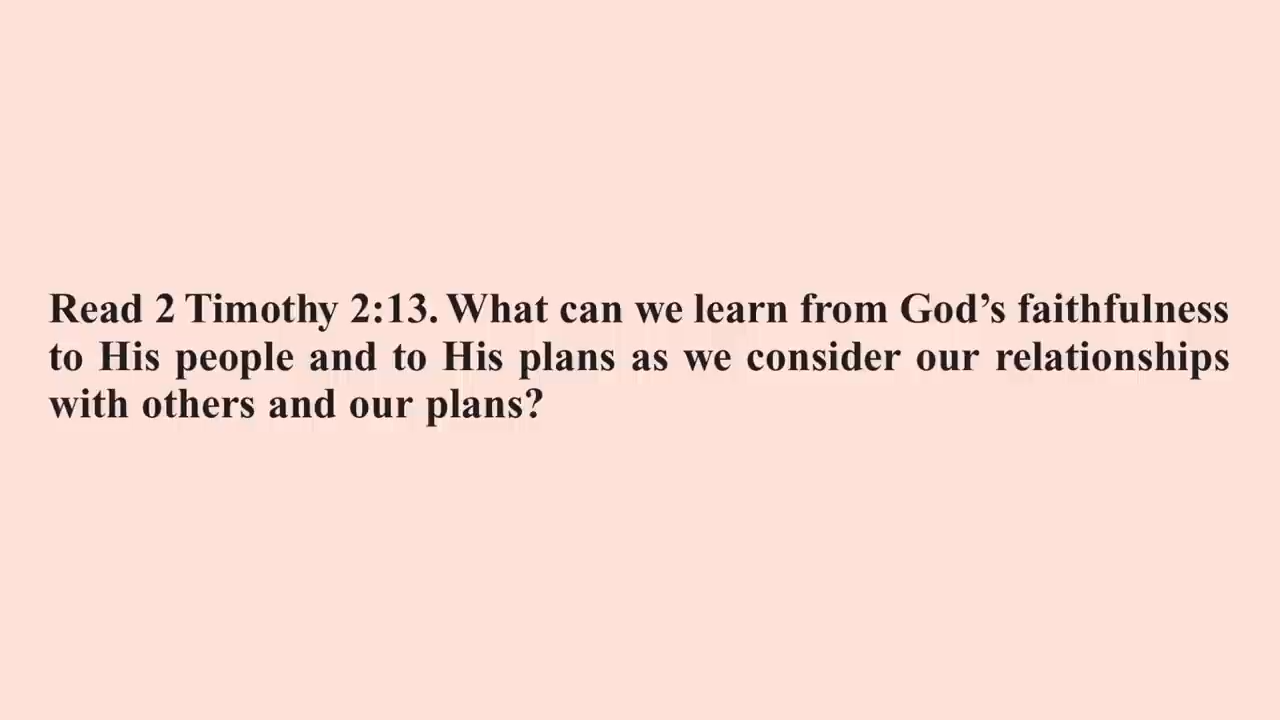 Read 2 Timothy 2:13. What can we learn from God’s faithfulness
to His people and to His plans as we consider our relationships
with others and our plans?